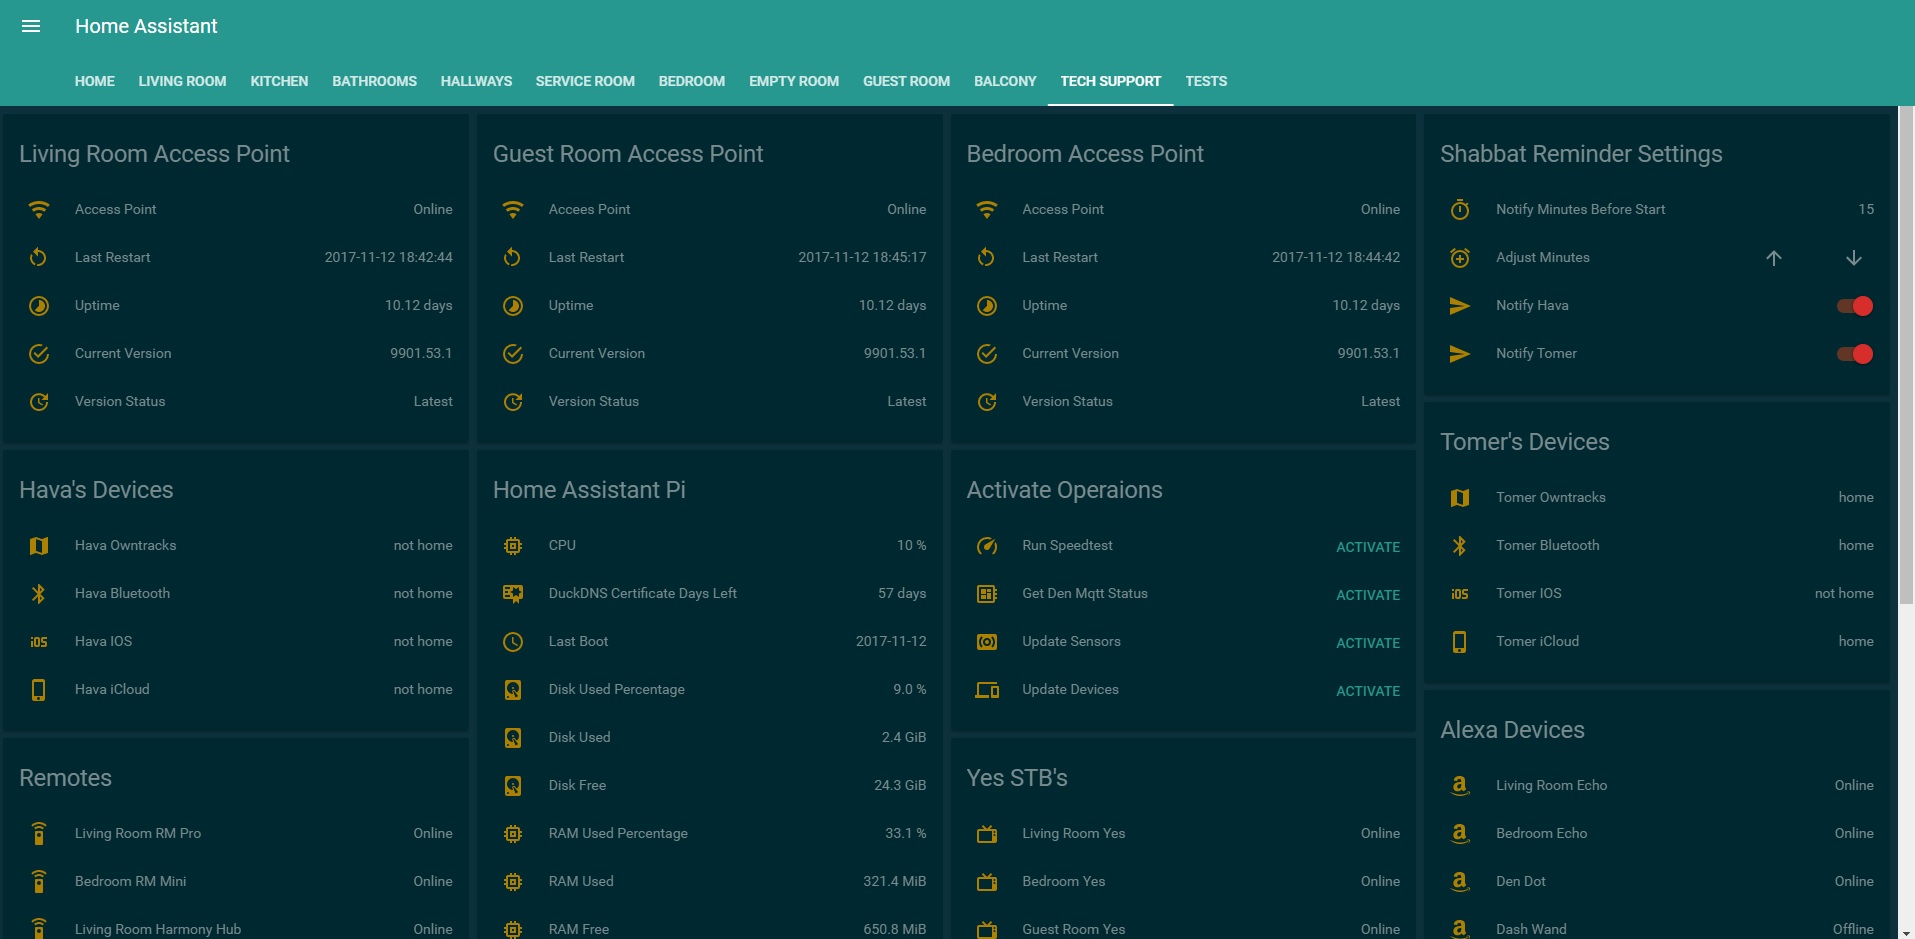 Home Assistant
HOME LIVING ROOM KITCHEN BATHROOMS HALLWAYS SERVICE ROOM BEDROOM EMPTY ROOM GUEST ROOM BALCONY TECH SUPPORT TESTS
Living Room Access Point
Access Point Online
Last Restart 2017-11-12 18:42:44
Uptime 10.12 days
Current Version 9901.53.1
Version Status Latest
Hava's Devices
Hava Owntracks not home
Hava Bluetooth not home
iOS Hava IOS not home
Hava iCloud not home
Remotes
Living Room RM Pro Online
Bedroom RM Mini Online
Living Room Harmony Hub Online
Guest Room Access Point
Accees Point Online
Last Restart 2017-11-12 18:45:17
Uptime 10.12 days
Current Version 9901.53.1
Version Status Latest
Home Assistant Pi
CPU 10 %
DuckDNS Certificate Days Left 57 days
Last Boot 2017-11-12
Disk Used Percentage 9.0 %
Disk Used 2.4 GiB
Disk Free 24.3 GiB
RAM Used Percentage 33.1 %
RAM Used 321.4 MiB
RAM Free 650.8 MiB
Bedroom Access Point
Access Point Online
Last Restart 2017-11-12 18:44:42
Uptime 10.12 days
Current Version 9901.53.1
Version Status Latest
Activate Operaions
Run Speedtest ACTIVATE
Get Den Mqtt Status ACTIVATE
Update Sensors ACTIVATE
Update Devices ACTIVATE
Yes STB's
Living Room Yes Online
Bedroom Yes Online
Guest Room Yes Online
Shabbat Reminder Settings
Notify Minutes Before Start 15
Adjust Minutes
Notify Hava
Notify Tomer
Tomer's Devices
Tomer Owntracks home
Tomer Bluetooth home
iOS Tomer IOS not home
Tomer iCloud home
Alexa Devices
a Living Room Echo Online
a Bedroom Echo Online
a Den Dot Online
a Dash Wand Offline